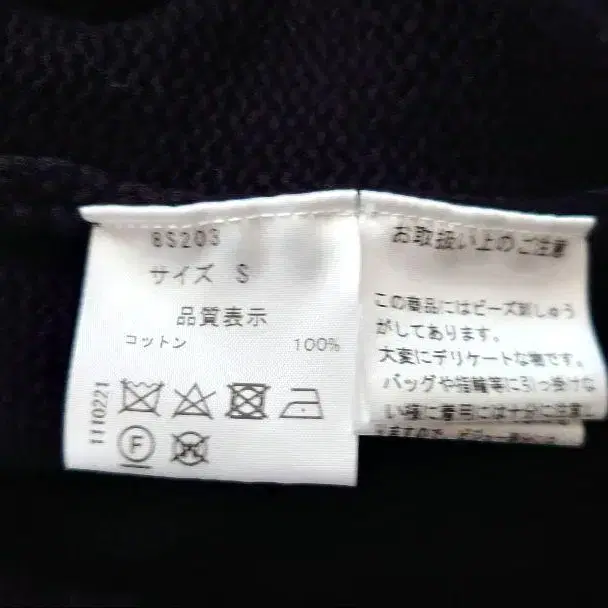 8S203
サイズ S
品質表示
コットン 100%
1110221
F
お取扱い上のご注意
この商品にはビーズ刺しゅう
がしてあります。
大変にデリケートな物です。
バッグや指輪等に引っ掛けな
い様に着用には十分に注意